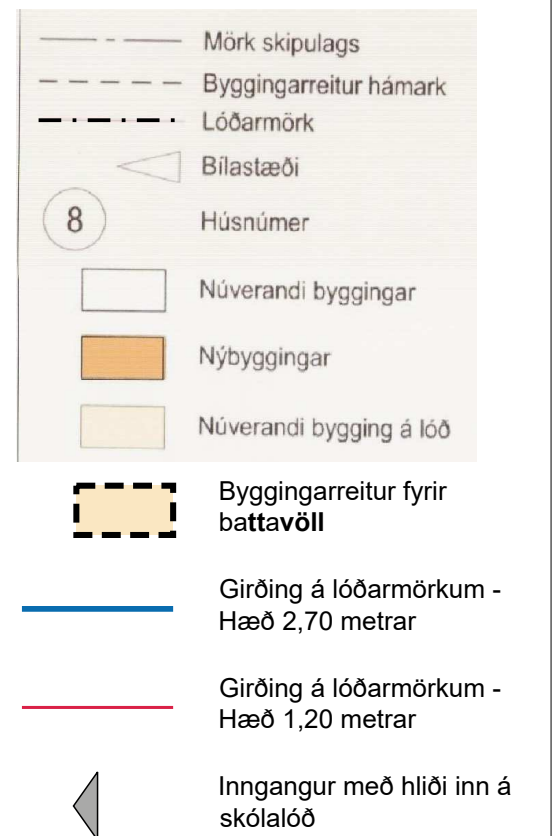 Mörk skipulags
Byggingarreitur hámark
Lóðarmörk
Bílastæði
8 Húsnúmer
Núverandi byggingar
Nýbyggingar
Núverandi bygging á lóð
Byggingarreitur fyrir
battavöll
Girðing á lóðarmörkum -
Hæð 2,70 metrar
Girðing á lóðarmörkum -
Hæð 1,20 metrar
Inngangur með hliði inn á
skólalóð